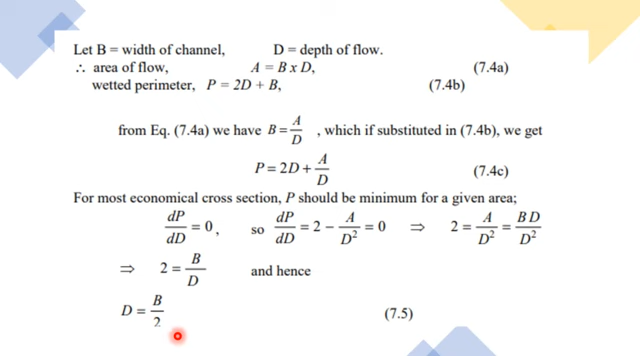 Let B = width of channel, D = depth of flow.
∴ area of flow, A = B x D, (7.4a)
wetted perimeter, P = 2D + B, (7.4b)
from Eq. (7.4a) we have B = A/D , which if substituted in (7.4b), we get
P = 2D + A/D (7.4c)
For most economical cross section, P should be minimum for a given area;
dP/dD = 0, so dP/dD = 2 − A/D² = 0 ⇒ 2 = A/D² = BD/D²
⇒ 2 = B/D and hence
D = B/2 (7.5)